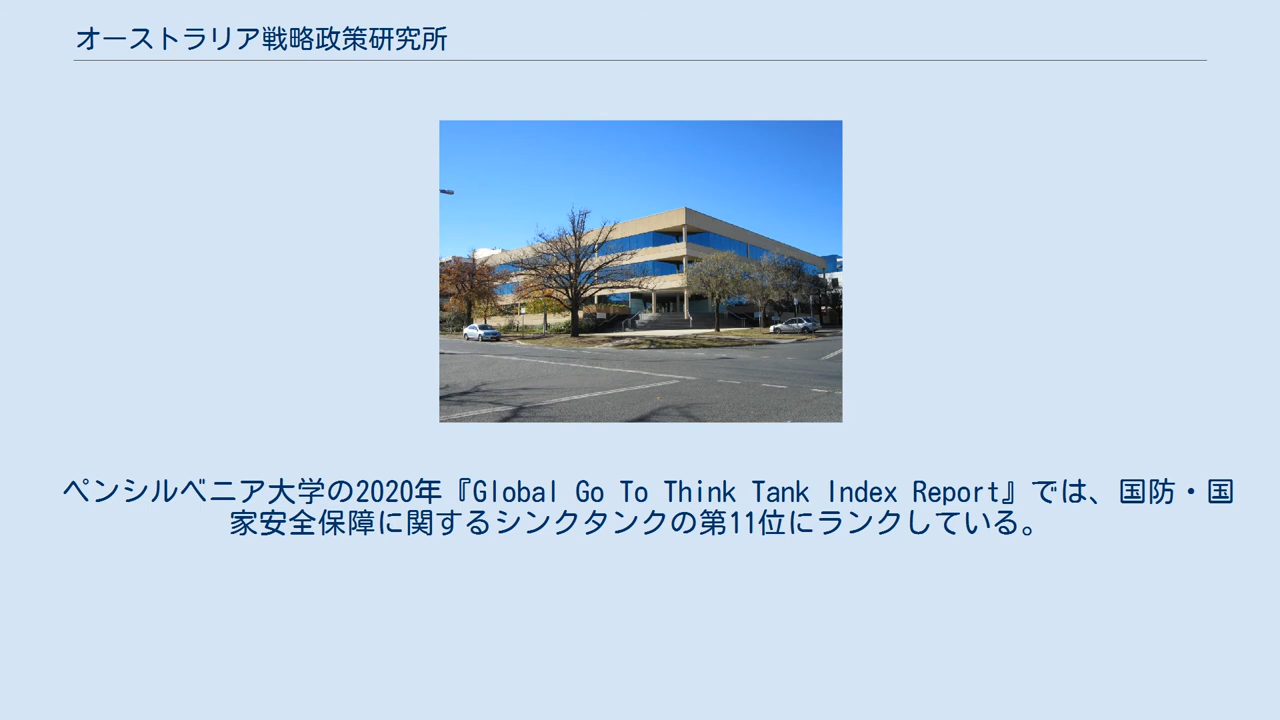 オーストラリア戦略政策研究所
ペンシルベニア大学の2020年『Global Go To Think Tank Index Report』では、国防・国
家安全保障に関するシンクタンクの第11位にランクしている。